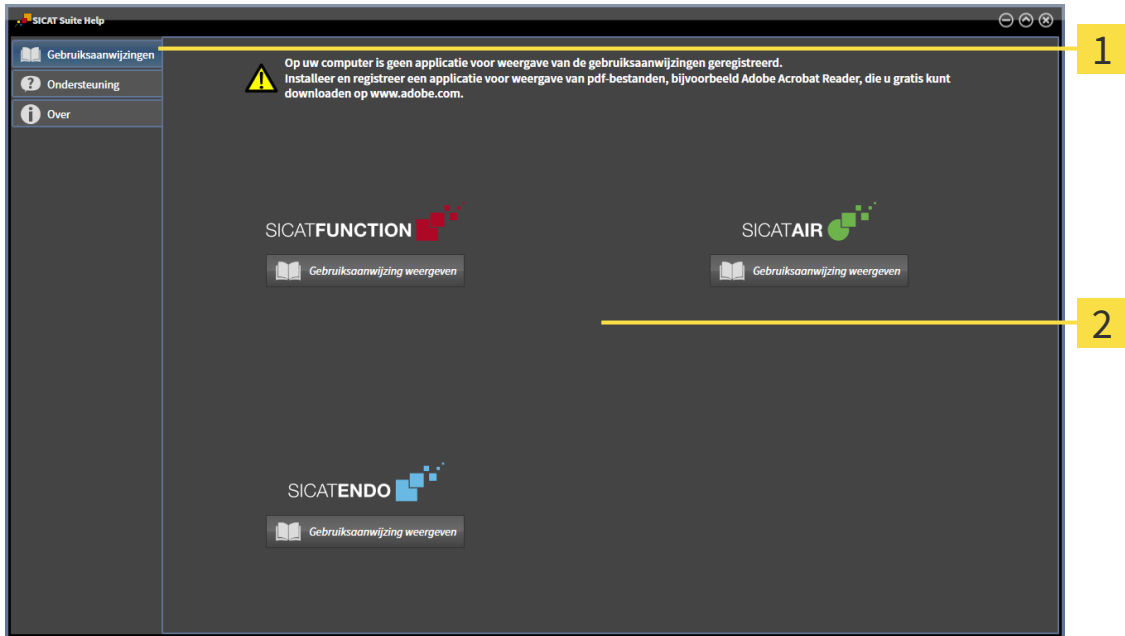 SICAT Suite Help
Gebruiksaanwijzingen
Ondersteuning
Over
Op uw computer is geen applicatie voor weergave van de gebruiksaanwijzingen geregistreerd.
Installeer en registreer een applicatie voor weergave van pdf-bestanden, bijvoorbeeld Adobe Acrobat Reader, die u gratis kunt
downloaden op www.adobe.com.
1
SICATFUNCTION
SICATAIR
Gebruiksaanwijzing weergeven
Gebruiksaanwijzing weergeven
2
SICATENDO
Gebruiksaanwijzing weergeven